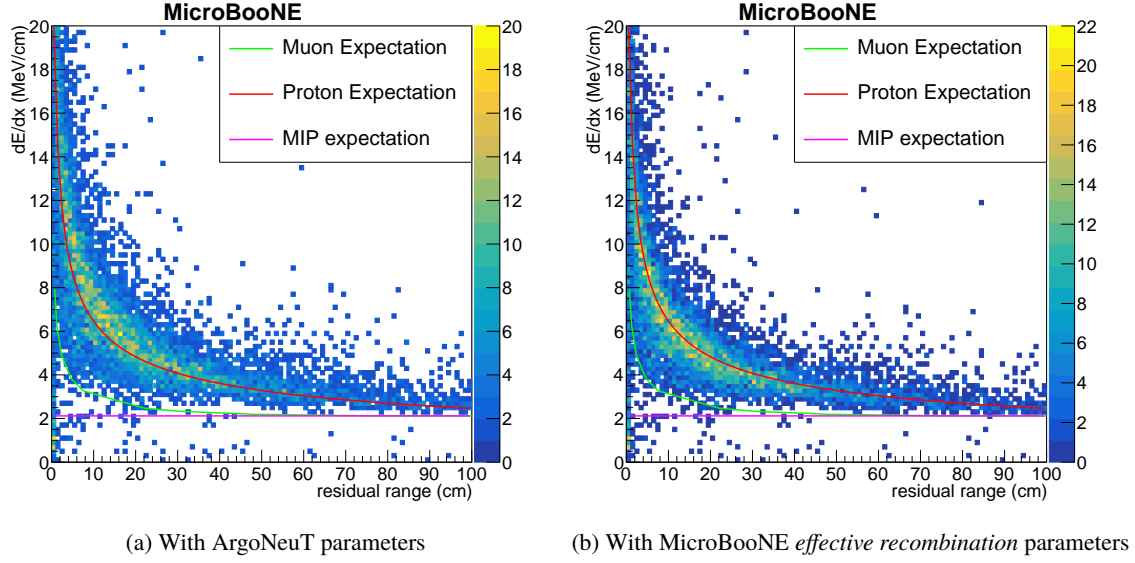 MicroBooNE
dE/dx (MeV/cm)
20
18
16
14
12
10
8
6
4
2
0
Muon Expectation
Proton Expectation
MIP expectation
20
18
16
14
12
10
8
6
4
2
0
0 10 20 30 40 50 60 70 80 90 100
residual range (cm)
(a) With ArgoNeuT parameters
MicroBooNE
dE/dx (MeV/cm)
20
18
16
14
12
10
8
6
4
2
0
Muon Expectation
Proton Expectation
MIP expectation
22
20
18
16
14
12
10
8
6
4
2
0
0 10 20 30 40 50 60 70 80 90 100
residual range (cm)
(b) With MicroBooNE effective recombination parameters